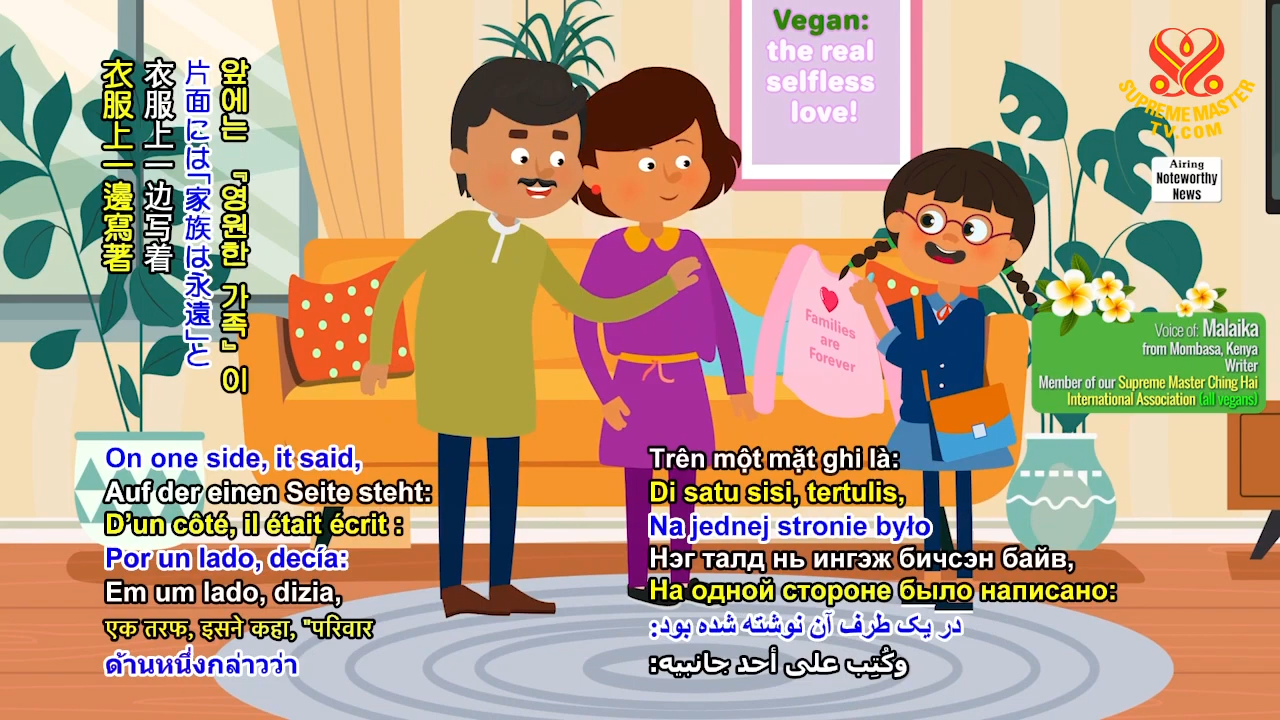 앞에는 『영원한 가족』이
片面には「家族は永遠」と
衣服上一边写着
衣服上一邊寫著
Vegan:
the real
selfless
love!
SUPREME MASTER
TV.COM
Airing
Noteworthy
News
Families
are
Forever
Voice of: Malaika
from Mombasa, Kenya
Writer
Member of our Supreme Master Ching Hai
International Association (all vegans)
On one side, it said,
Auf der einen Seite steht:
D’un côté, il était écrit :
Por un lado, decía:
Em um lado, dizia,
एक तरफ, इसने कहा, "परिवार
ด้านหนึ่งกล่าวว่า
Trên một mặt ghi là:
Di satu sisi, tertulis,
Na jednej stronie było
Нэг талд нь ингэж бичсэн байв,
На одной стороне было написано:
در یک طرف آن نوشته شده بود:
وكُتِب على أحد جانبيه: